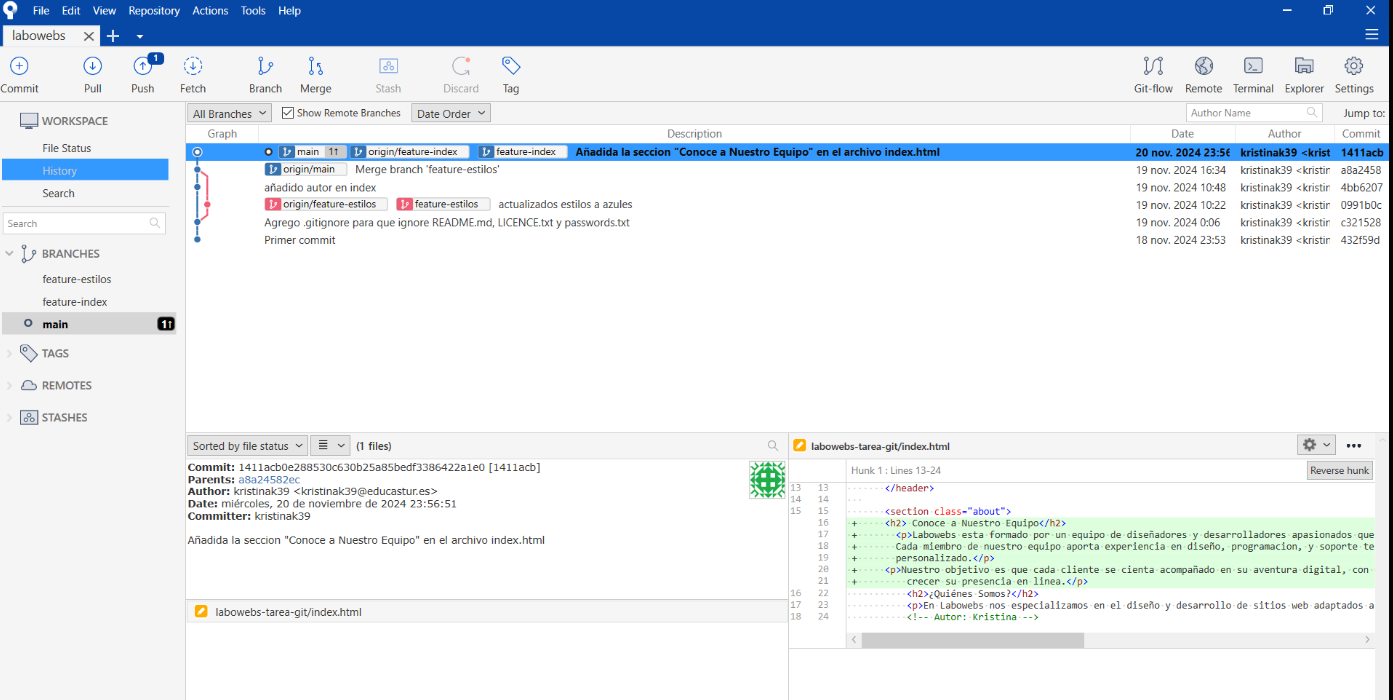 File Edit View Repository Actions Tools Help
labowebs
1
Commit Pull Push Fetch Branch Merge Stash Discard Tag Git-flow Remote Terminal Explorer Settings
WORKSPACE
File Status
History
Search
Search
BRANCHES
feature-estilos
feature-index
main 1↑
TAGS
REMOTES
STASHES
All Branches Show Remote Branches Date Order Author Name Jump to:
Graph Description Date Author Commit
main 1↑ origin/feature-index feature-index Añadida la seccion "Conoce a Nuestro Equipo" en el archivo index.html 20 nov. 2024 23:56 kristinak39 <krist 1411acb
origin/main Merge branch 'feature-estilos' 19 nov. 2024 16:34 kristinak39 <kristin a8a2458
añadido autor en index 19 nov. 2024 10:48 kristinak39 <kristin 4bb6207
origin/feature-estilos feature-estilos actualizados estilos a azules 19 nov. 2024 10:22 kristinak39 <kristin 0991b0c
Agrego .gitignore para que ignore README.md, LICENCE.txt y passwords.txt 19 nov. 2024 0:06 kristinak39 <kristin c321528
Primer commit 18 nov. 2024 23:53 kristinak39 <kristin 432f59d
Sorted by file status (1 files)
Commit: 1411acb0e288530c630b25a85bedf3386422a1e0 [1411acb]
Parents: a8a24582ec
Author: kristinak39 <kristinak39@educastur.es>
Date: miércoles, 20 de noviembre de 2024 23:56:51
Committer: kristinak39
Añadida la seccion "Conoce a Nuestro Equipo" en el archivo index.html
labowebs-tarea-git/index.html
labowebs-tarea-git/index.html
Hunk 1 : Lines 13-24 Reverse hunk
13 13 </header>
14 14
15 15 <section class="about">
16 + <h2> Conoce a Nuestro Equipo</h2>
17 + <p>Labowebs esta formado por un equipo de diseñadores y desarrolladores apasionados que
18 + Cada miembro de nuestro equipo aporta experiencia en diseño, programacion, y soporte te
19 + personalizado.</p>
20 + <p>Nuestro objetivo es que cada cliente se cienta acompañado en su aventura digital, con
21 + crecer su presencia en linea.</p>
16 22 <h2>¿Quiénes Somos?</h2>
17 23 <p>En Labowebs nos especializamos en el diseño y desarrollo de sitios web adaptados a
18 24 <!-- Autor: Kristina -->